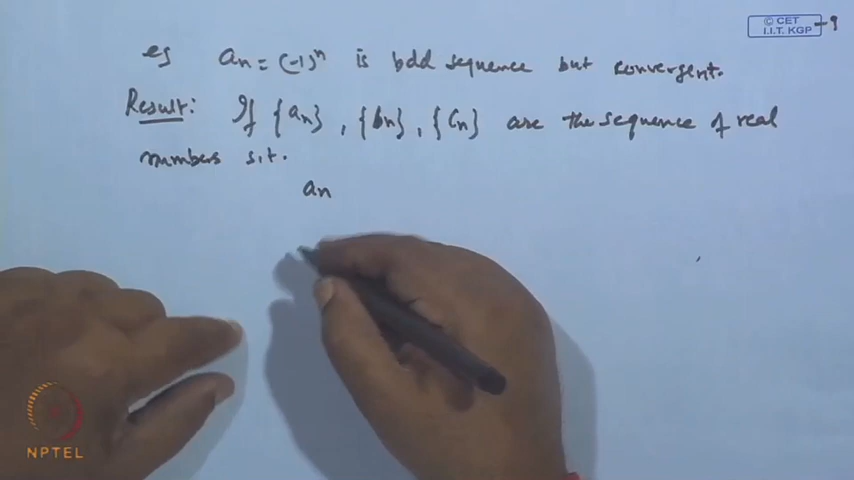 © CET
I.I.T. KGP
-9
eg an = (-1)^n is bdd sequence but convergent.
Result: If {an}, {bn}, {cn} are the sequence of real
numbers s.t.
an
NPTEL